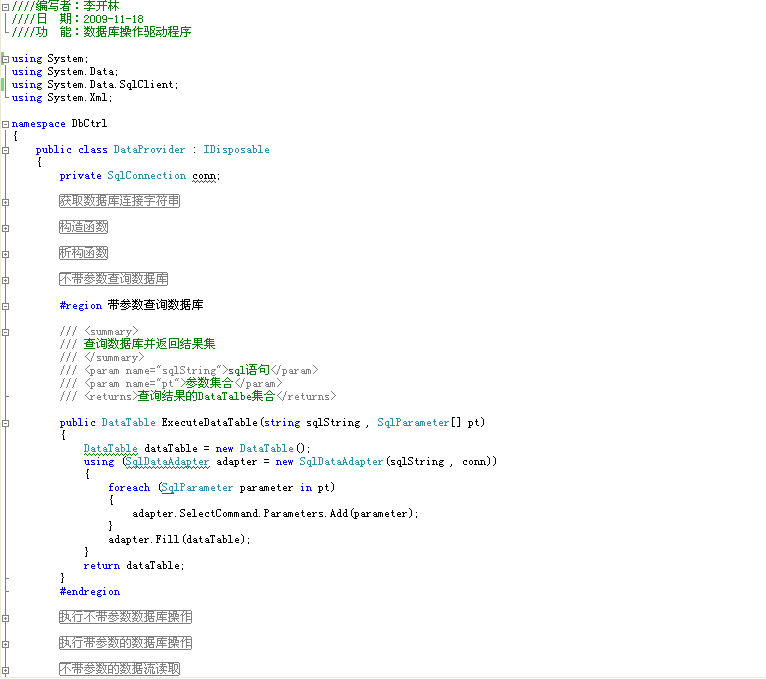 ////编写者：李开林
////日　期：2009-11-18
////功　能：数据库操作驱动程序
using System;
using System.Data;
using System.Data.SqlClient;
using System.Xml;
namespace DbCtrl
{
public class DataProvider : IDisposable
{
private SqlConnection conn;
获取数据库连接字符串
构造函数
析构函数
不带参数查询数据库
#region 带参数查询数据库
/// <summary>
/// 查询数据库并返回结果集
/// </summary>
/// <param name="sqlString">sql语句</param>
/// <param name="pt">参数集合</param>
/// <returns>查询结果的DataTalbe集合</returns>
public DataTable ExecuteDataTable(string sqlString , SqlParameter[] pt)
{
DataTable dataTable = new DataTable();
using (SqlDataAdapter adapter = new SqlDataAdapter(sqlString , conn))
{
foreach (SqlParameter parameter in pt)
{
adapter.SelectCommand.Parameters.Add(parameter);
}
adapter.Fill(dataTable);
}
return dataTable;
}
#endregion
执行不带参数数据库操作
执行带参数的数据库操作
不带参数的数据流读取